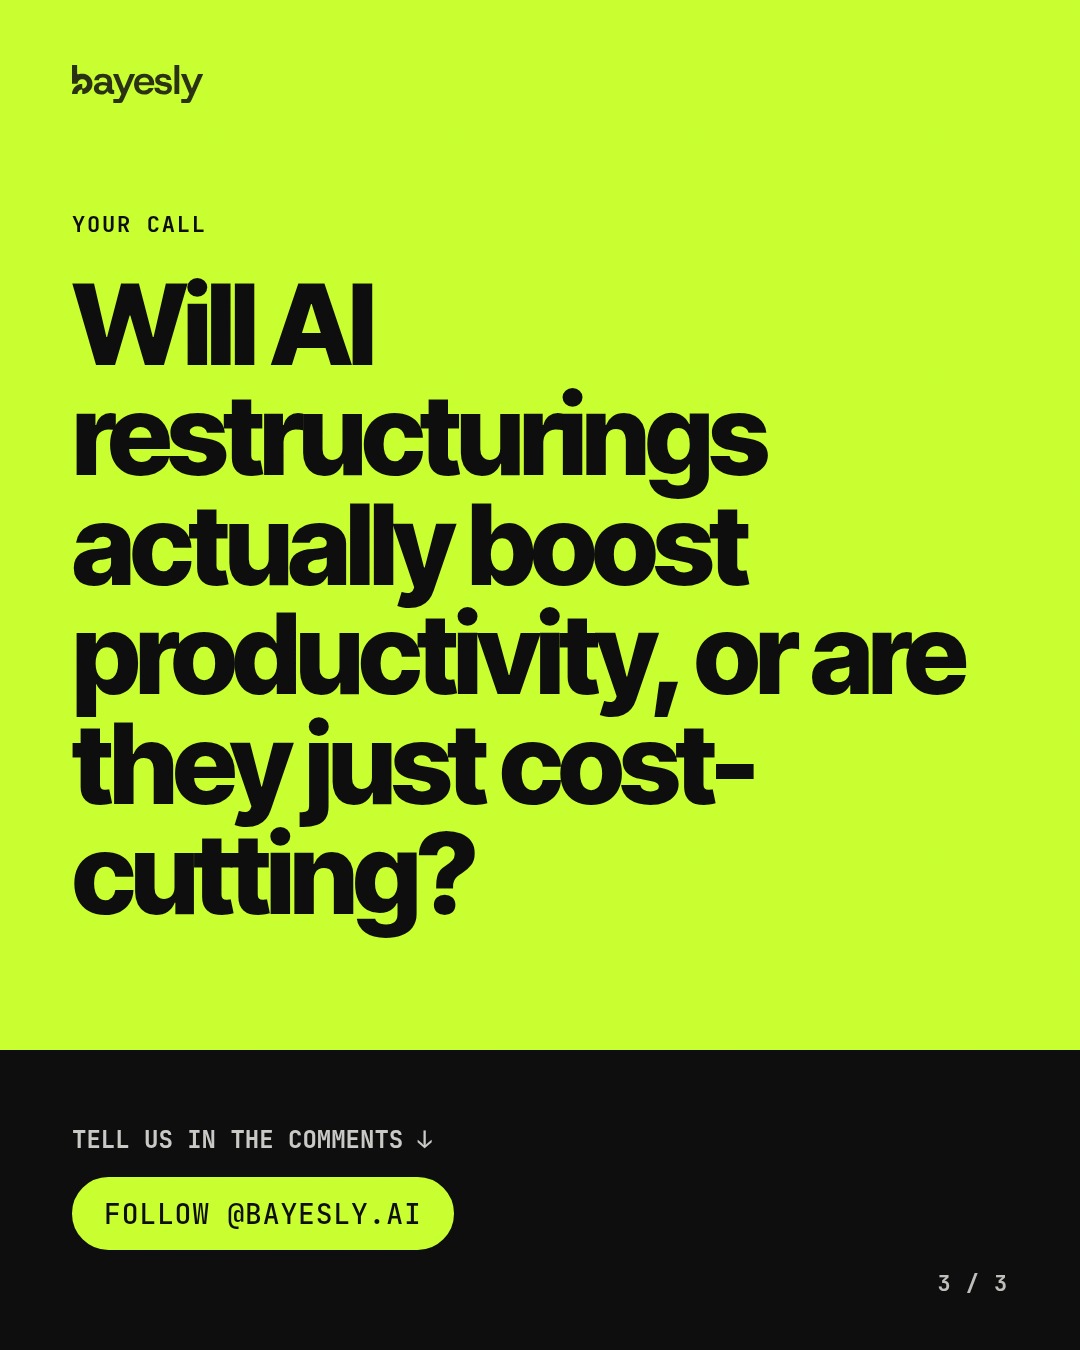 bayesly
YOUR CALL
Will AI
restructurings
actually boost
productivity, or are
they just cost-
cutting?
TELL US IN THE COMMENTS ↓
FOLLOW @BAYESLY.AI
3 / 3